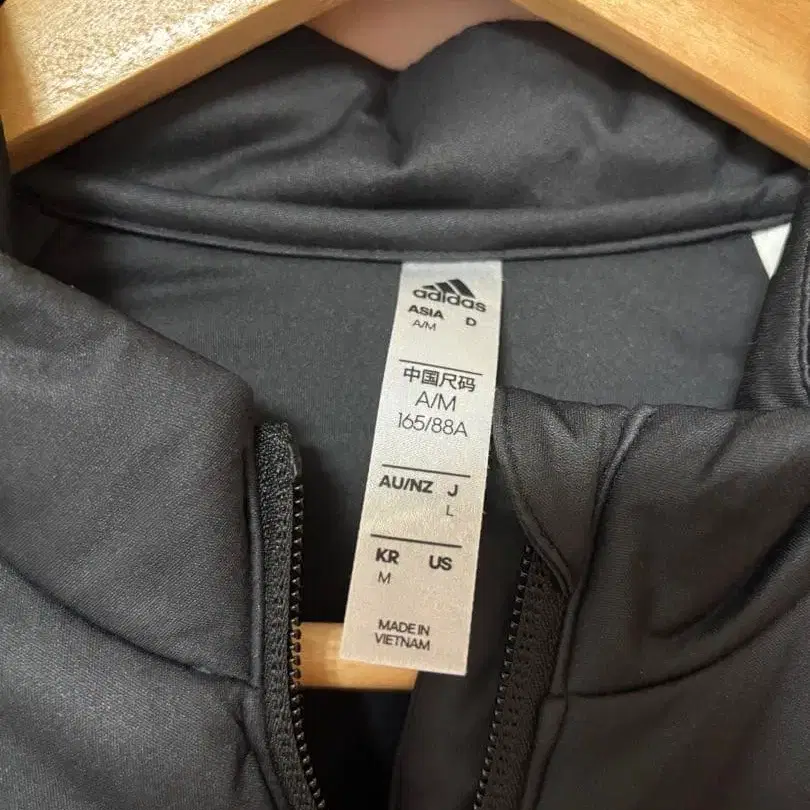 adidas
ASIA D
A/M
中国尺码
A/M
165/88A
AU/NZ J
L
KR US
M
MADE IN
VIETNAM